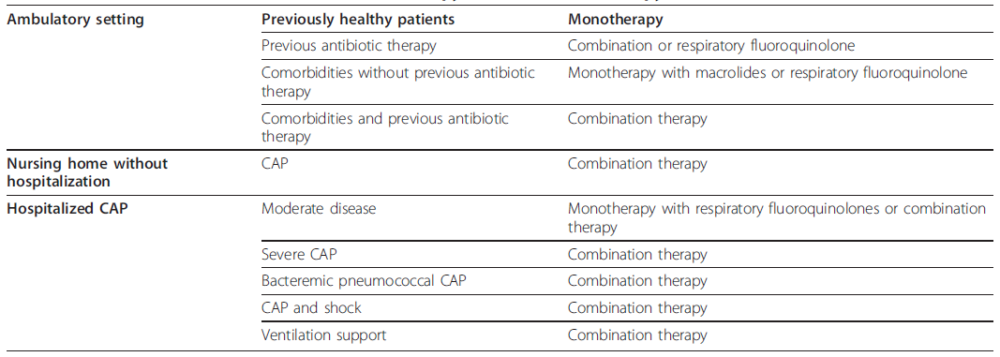 Ambulatory setting Previously healthy patients Monotherapy
Previous antibiotic therapy Combination or respiratory fluoroquinolone
Comorbidities without previous antibiotic Monotherapy with macrolides or respiratory fluoroquinolone
therapy
Comorbidities and previous antibiotic Combination therapy
therapy
Nursing home without CAP Combination therapy
hospitalization
Hospitalized CAP Moderate disease Monotherapy with respiratory fluoroquinolones or combination
therapy
Severe CAP Combination therapy
Bacteremic pneumococcal CAP Combination therapy
CAP and shock Combination therapy
Ventilation support Combination therapy